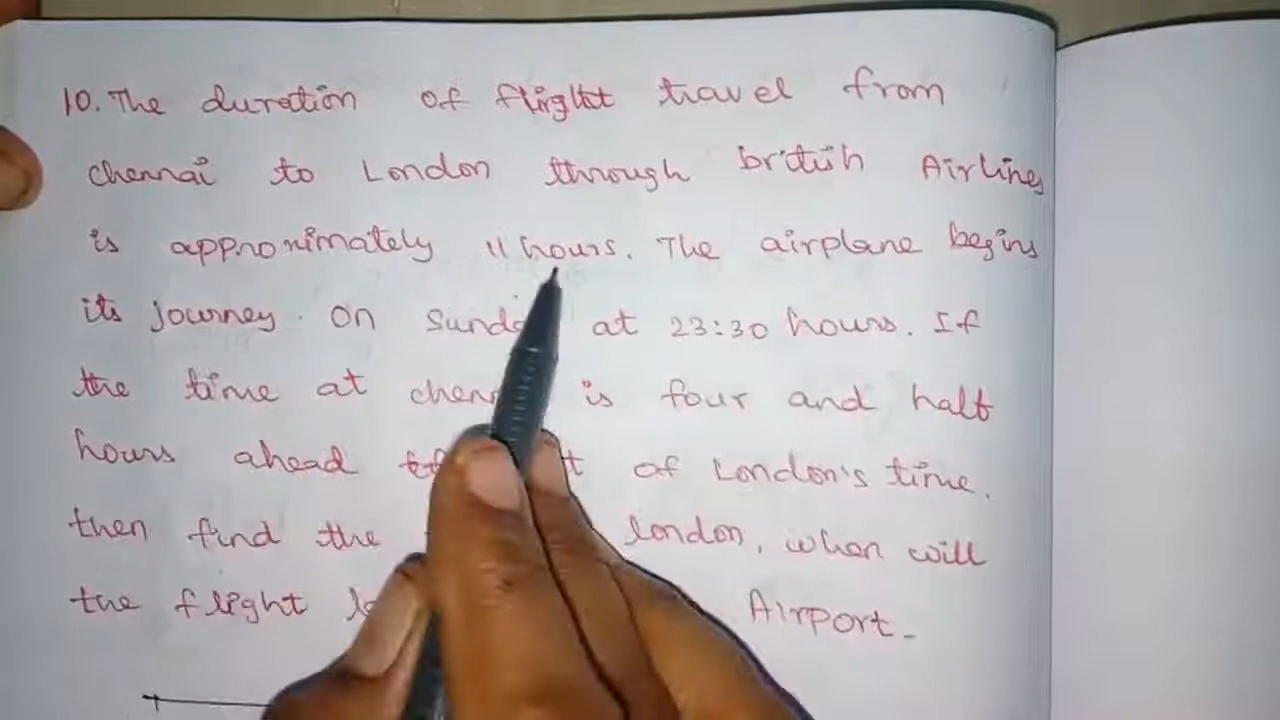 10. The duration of flight travel from
chennai to London through british Airlines
is approximately 11 hours. The airplane begins
its journey. On at 23:30 hours. If
the time at is four and half
hours ahead of London's time.
then find the london, when will
the flight Airport.